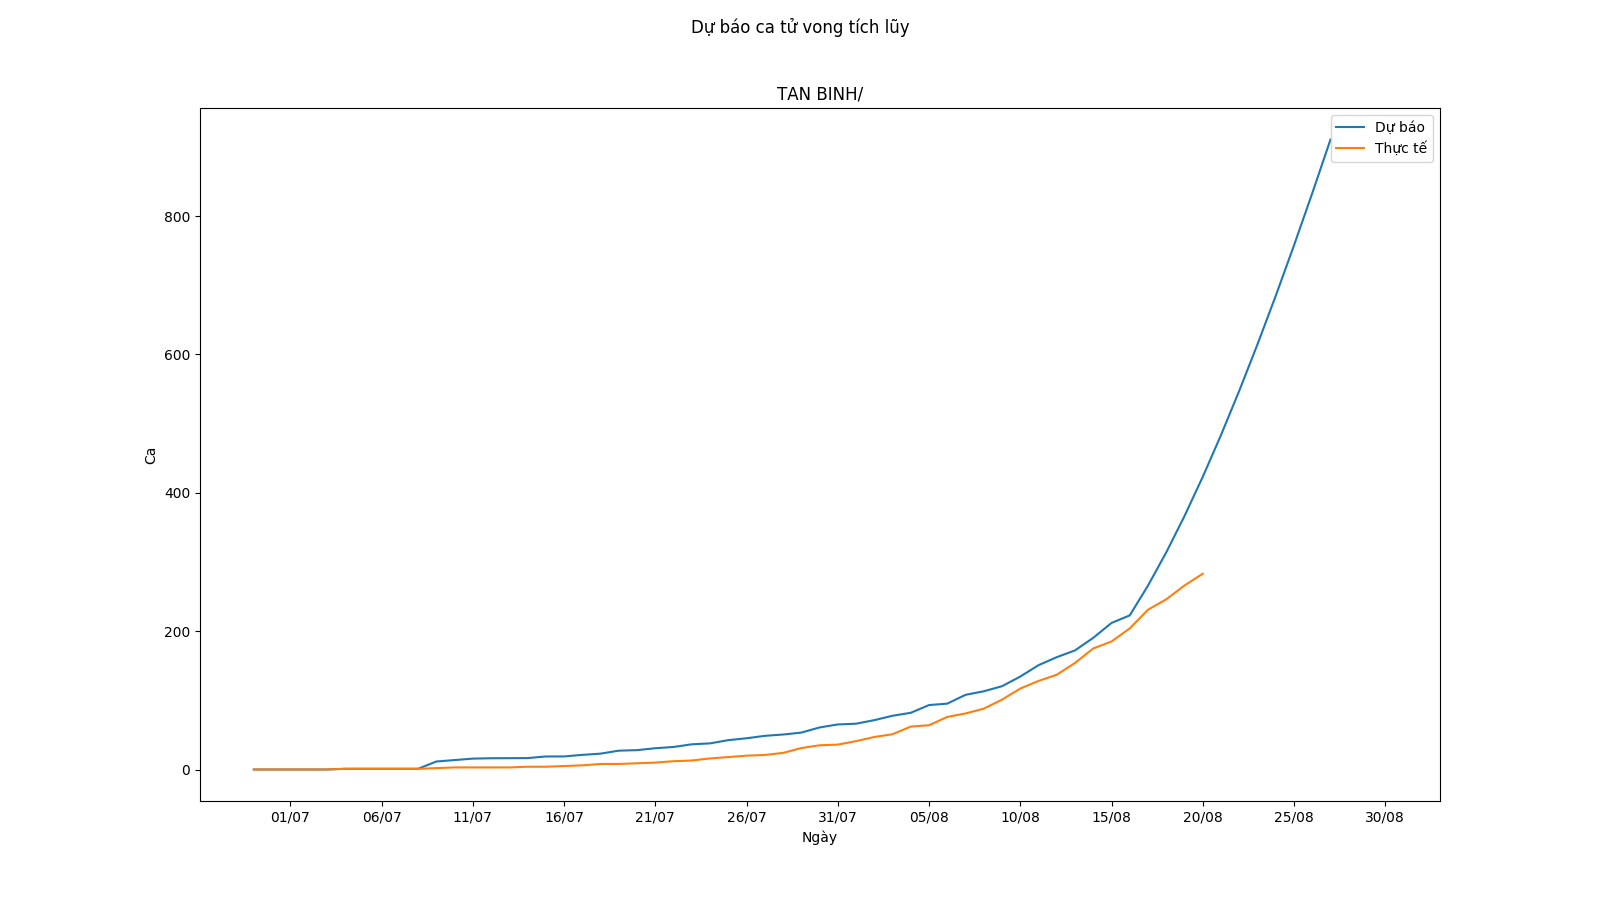 Dự báo ca tử vong tích lũy
TAN BINH/
Dự báo
Thực tế
800
600
400
200
0
Ca
01/07 06/07 11/07 16/07 21/07 26/07 31/07 05/08 10/08 15/08 20/08 25/08 30/08
Ngày